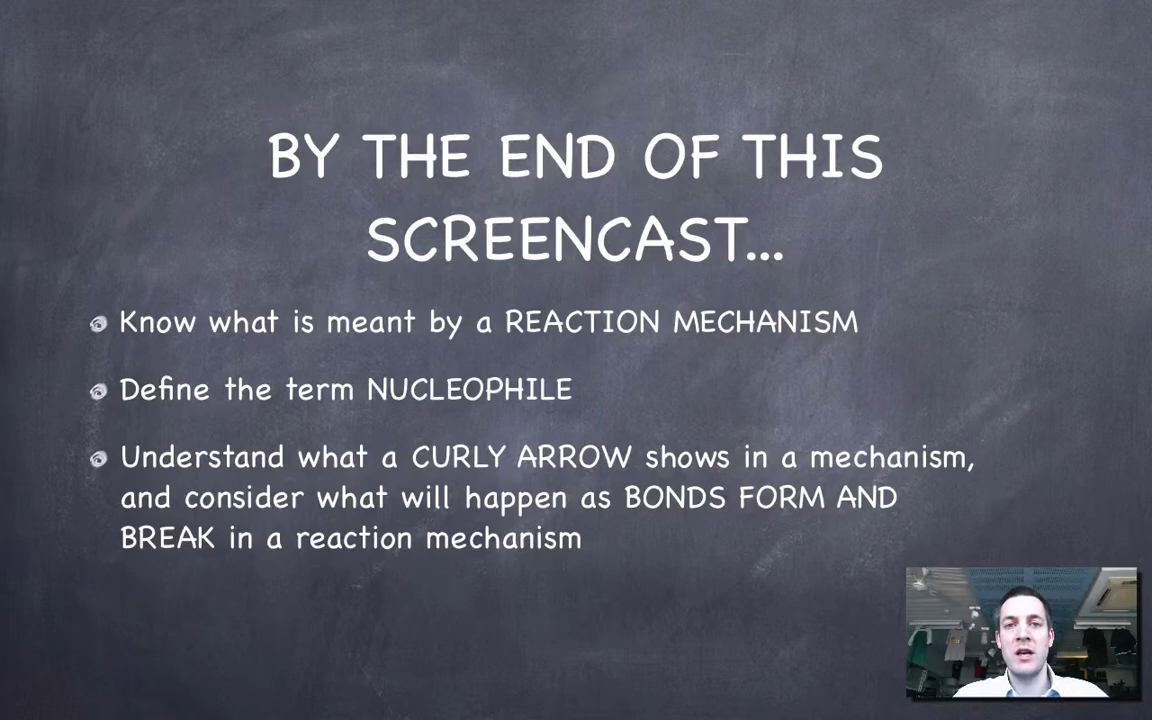 BY THE END OF THIS
SCREENCAST...
Know what is meant by a REACTION MECHANISM
Define the term NUCLEOPHILE
Understand what a CURLY ARROW shows in a mechanism,
and consider what will happen as BONDS FORM AND
BREAK in a reaction mechanism